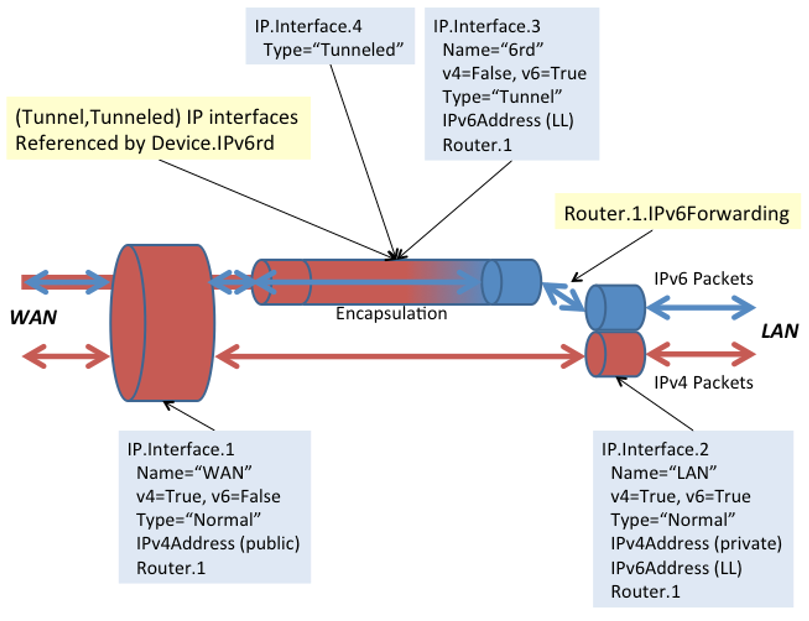 IP.Interface.4
Type=“Tunneled”
IP.Interface.3
Name=“6rd”
v4=False, v6=True
Type=“Tunnel”
IPv6Address (LL)
Router.1
(Tunnel,Tunneled) IP interfaces
Referenced by Device.IPv6rd
Router.1.IPv6Forwarding
IPv6 Packets
Encapsulation
WAN
LAN
IPv4 Packets
IP.Interface.1
Name=“WAN”
v4=True, v6=False
Type=“Normal”
IPv4Address (public)
Router.1
IP.Interface.2
Name=“LAN”
v4=True, v6=True
Type=“Normal”
IPv4Address (private)
IPv6Address (LL)
Router.1